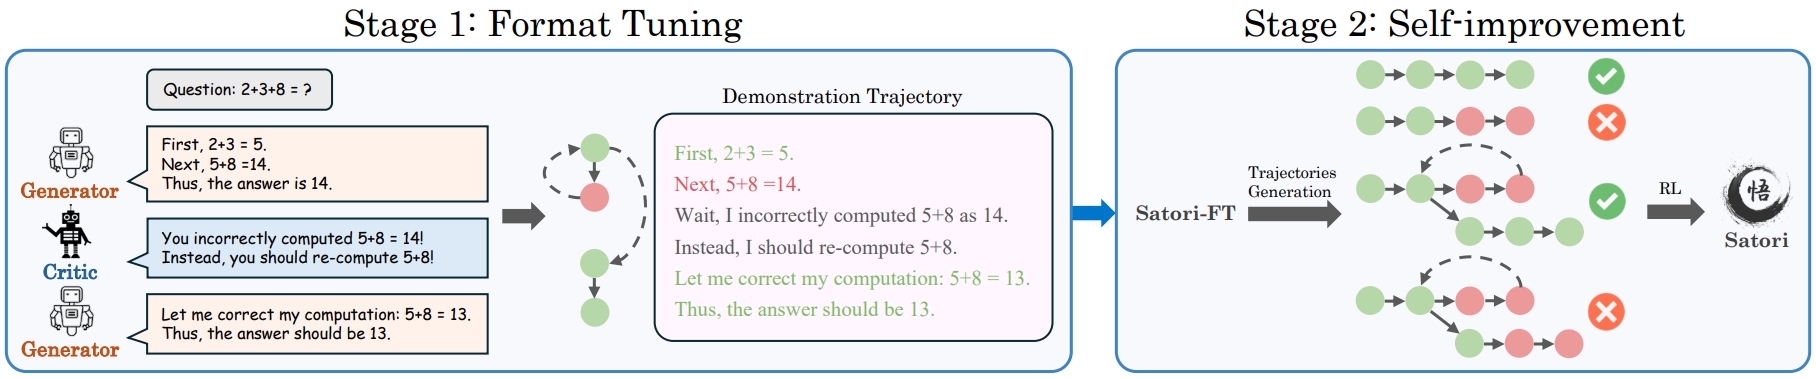 Stage 1: Format Tuning
Question: 2+3+8 = ?
Generator
First, 2+3 = 5.
Next, 5+8 =14.
Thus, the answer is 14.
Critic
You incorrectly computed 5+8 = 14!
Instead, you should re-compute 5+8!
Generator
Let me correct my computation: 5+8 = 13.
Thus, the answer should be 13.
Demonstration Trajectory
First, 2+3 = 5.
Next, 5+8 =14.
Wait, I incorrectly computed 5+8 as 14.
Instead, I should re-compute 5+8.
Let me correct my computation: 5+8 = 13.
Thus, the answer should be 13.
Stage 2: Self-improvement
Satori-FT
Trajectories
Generation
RL
悟
Satori